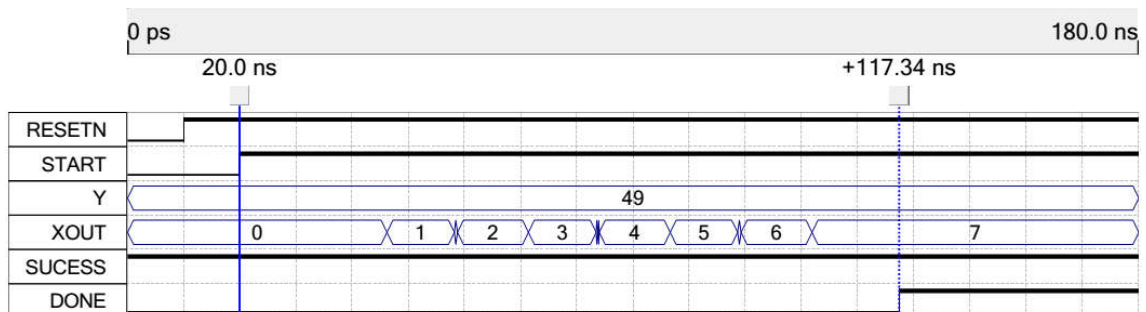 0 ps 180.0 ns
20.0 ns +117.34 ns
RESETN
START
Y 49
XOUT 0 1 2 3 4 5 6 7
SUCESS
DONE